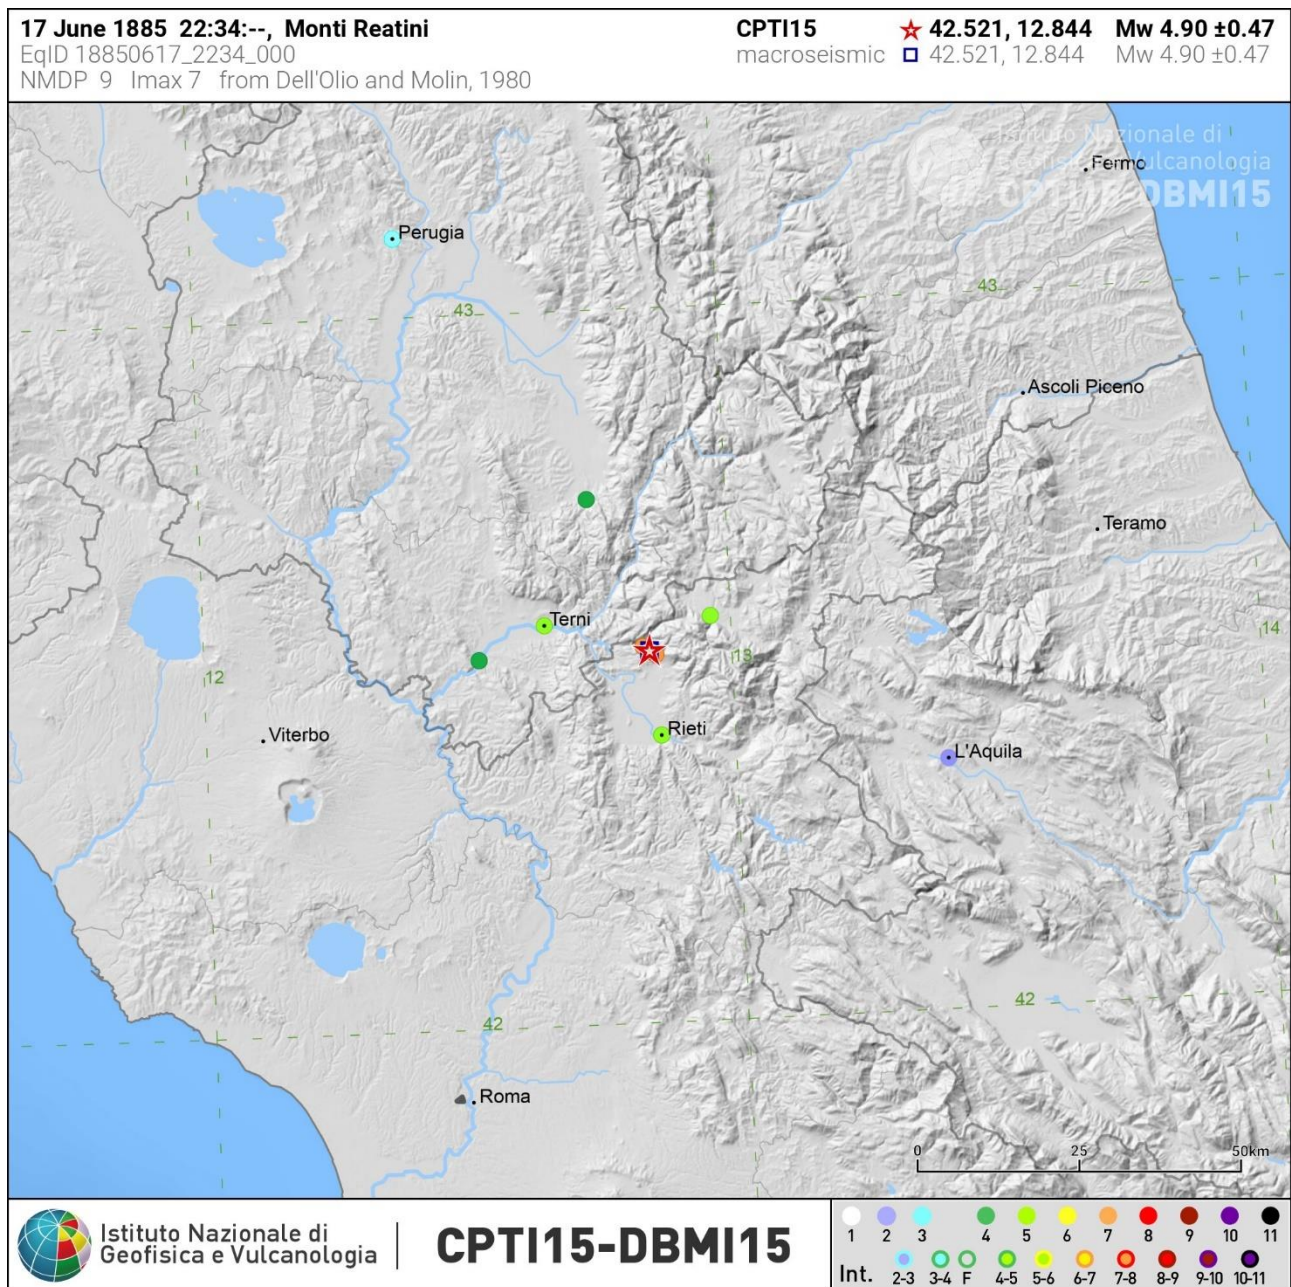 17 June 1885 22:34:--, Monti Reatini
CPTI15 42.521, 12.844 Mw 4.90 ±0.47
EqID 18850617_2234_000
macroseismic 42.521, 12.844 Mw 4.90 ±0.47
NMDP 9 Imax 7 from Dell'Olio and Molin, 1980
Istituto Nazionale di
Geofisica e Vulcanologia
CPTI15-DBMI15
Fermo
Perugia
43
43
Ascoli Piceno
Teramo
Terni
14
13
12
Rieti
Viterbo
L'Aquila
42
42
Roma
0 25 50km
Istituto Nazionale di
Geofisica e Vulcanologia
CPTI15-DBMI15
1 2 3 4 5 6 7 8 9 10 11
Int. 2-3 3-4 F 4-5 5-6 6-7 7-8 8-9 9-10 10-11